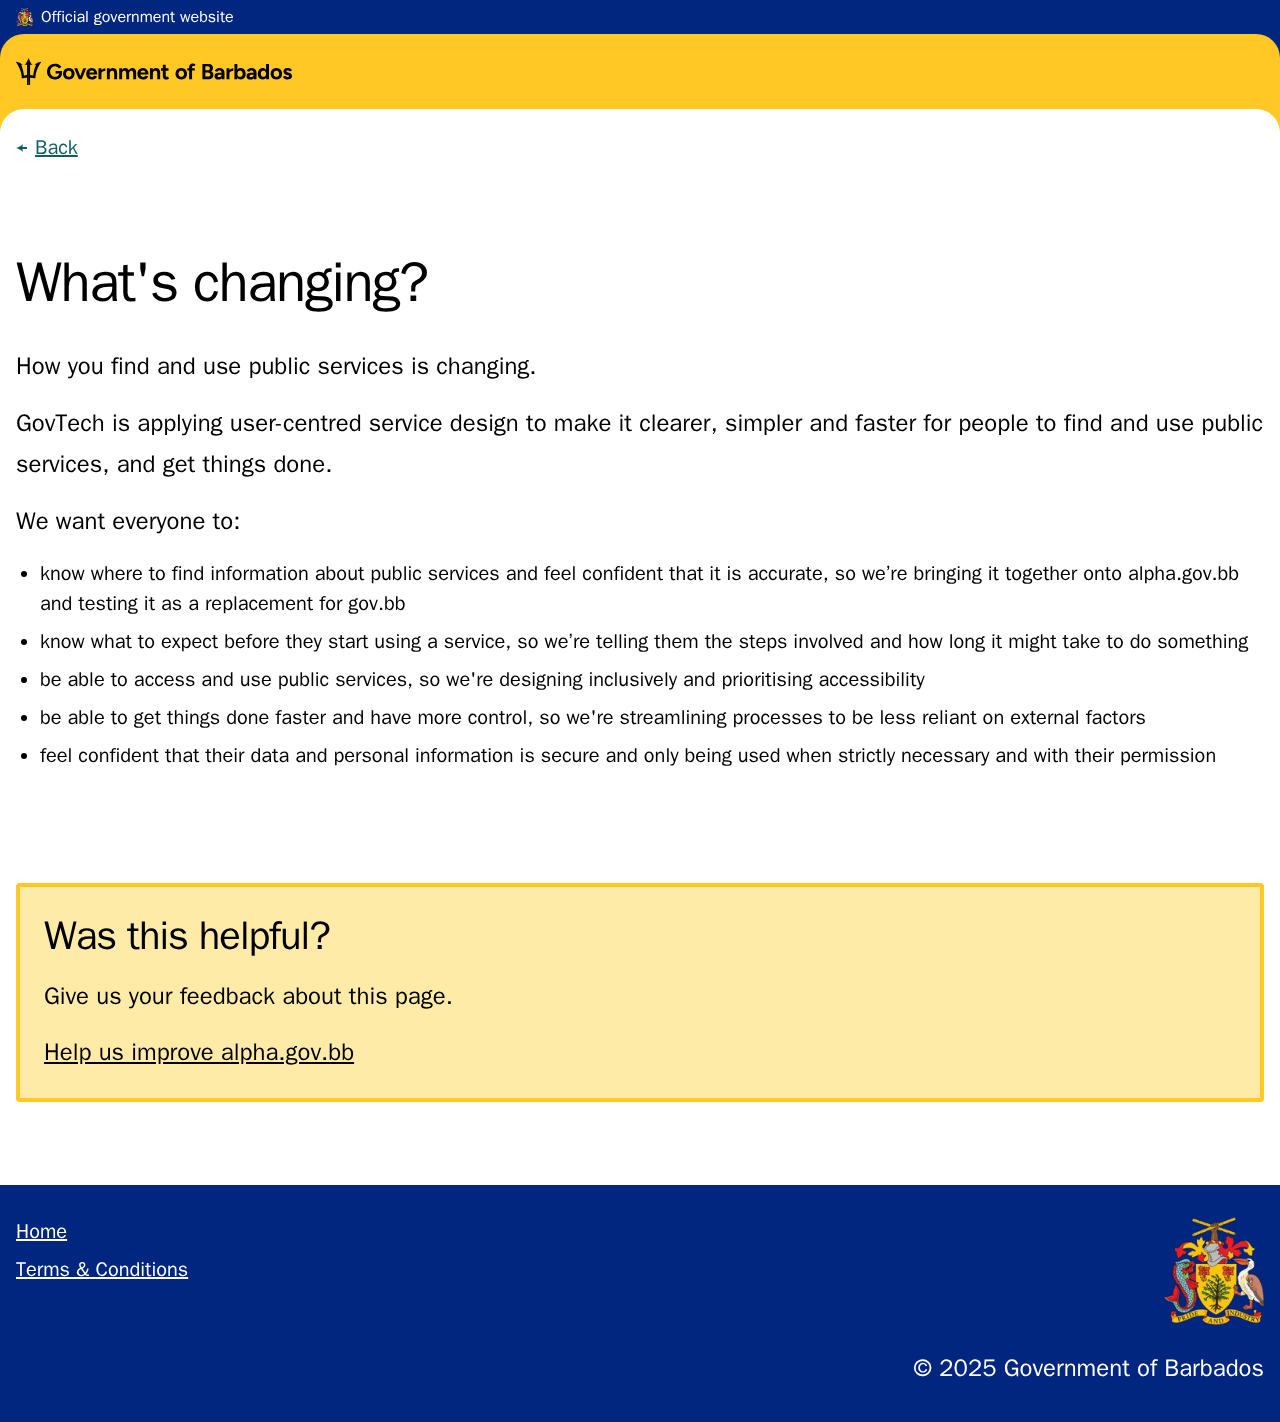 Official government website
Government of Barbados
Back
What's changing?
How you find and use public services is changing.
GovTech is applying user-centred service design to make it clearer, simpler and faster for people to find and use public
services, and get things done.
We want everyone to:
• know where to find information about public services and feel confident that it is accurate, so we’re bringing it together onto alpha.gov.bb
and testing it as a replacement for gov.bb
• know what to expect before they start using a service, so we’re telling them the steps involved and how long it might take to do something
• be able to access and use public services, so we're designing inclusively and prioritising accessibility
• be able to get things done faster and have more control, so we're streamlining processes to be less reliant on external factors
• feel confident that their data and personal information is secure and only being used when strictly necessary and with their permission
Was this helpful?
Give us your feedback about this page.
Help us improve alpha.gov.bb
Home
Terms & Conditions
PRIDE AND INDUSTRY
© 2025 Government of Barbados